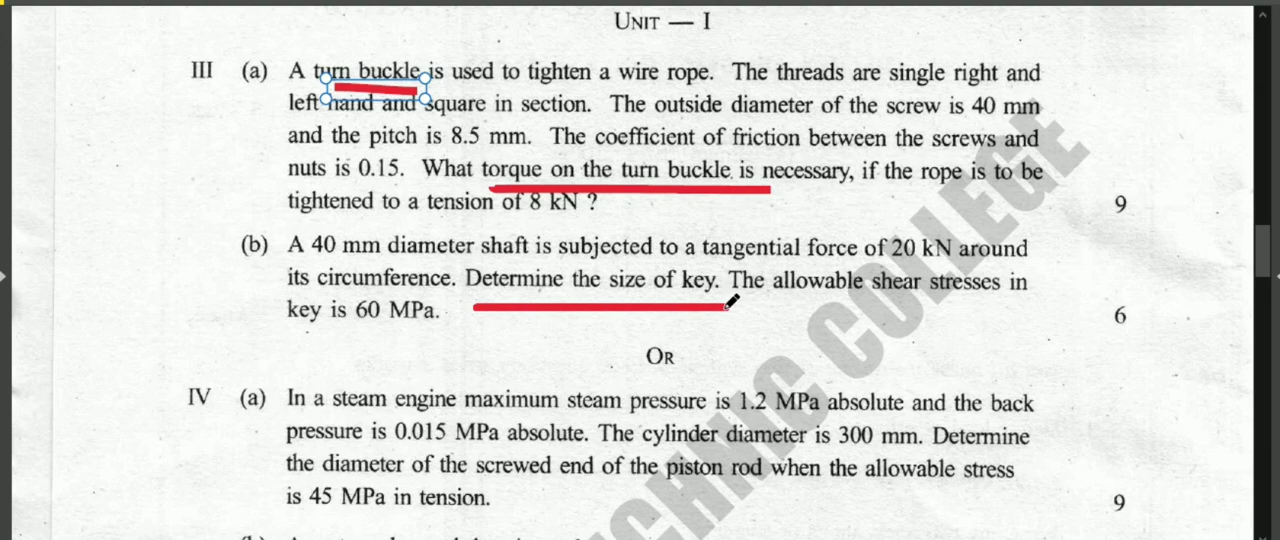 UNIT — I
III (a) A turn buckle is used to tighten a wire rope. The threads are single right and
left hand and square in section. The outside diameter of the screw is 40 mm
and the pitch is 8.5 mm. The coefficient of friction between the screws and
nuts is 0.15. What torque on the turn buckle is necessary, if the rope is to be
tightened to a tension of 8 kN ? 9
(b) A 40 mm diameter shaft is subjected to a tangential force of 20 kN around
its circumference. Determine the size of key. The allowable shear stresses in
key is 60 MPa. 6
OR
IV (a) In a steam engine maximum steam pressure is 1.2 MPa absolute and the back
pressure is 0.015 MPa absolute. The cylinder diameter is 300 mm. Determine
the diameter of the screwed end of the piston rod when the allowable stress
is 45 MPa in tension. 9
COLLEGE